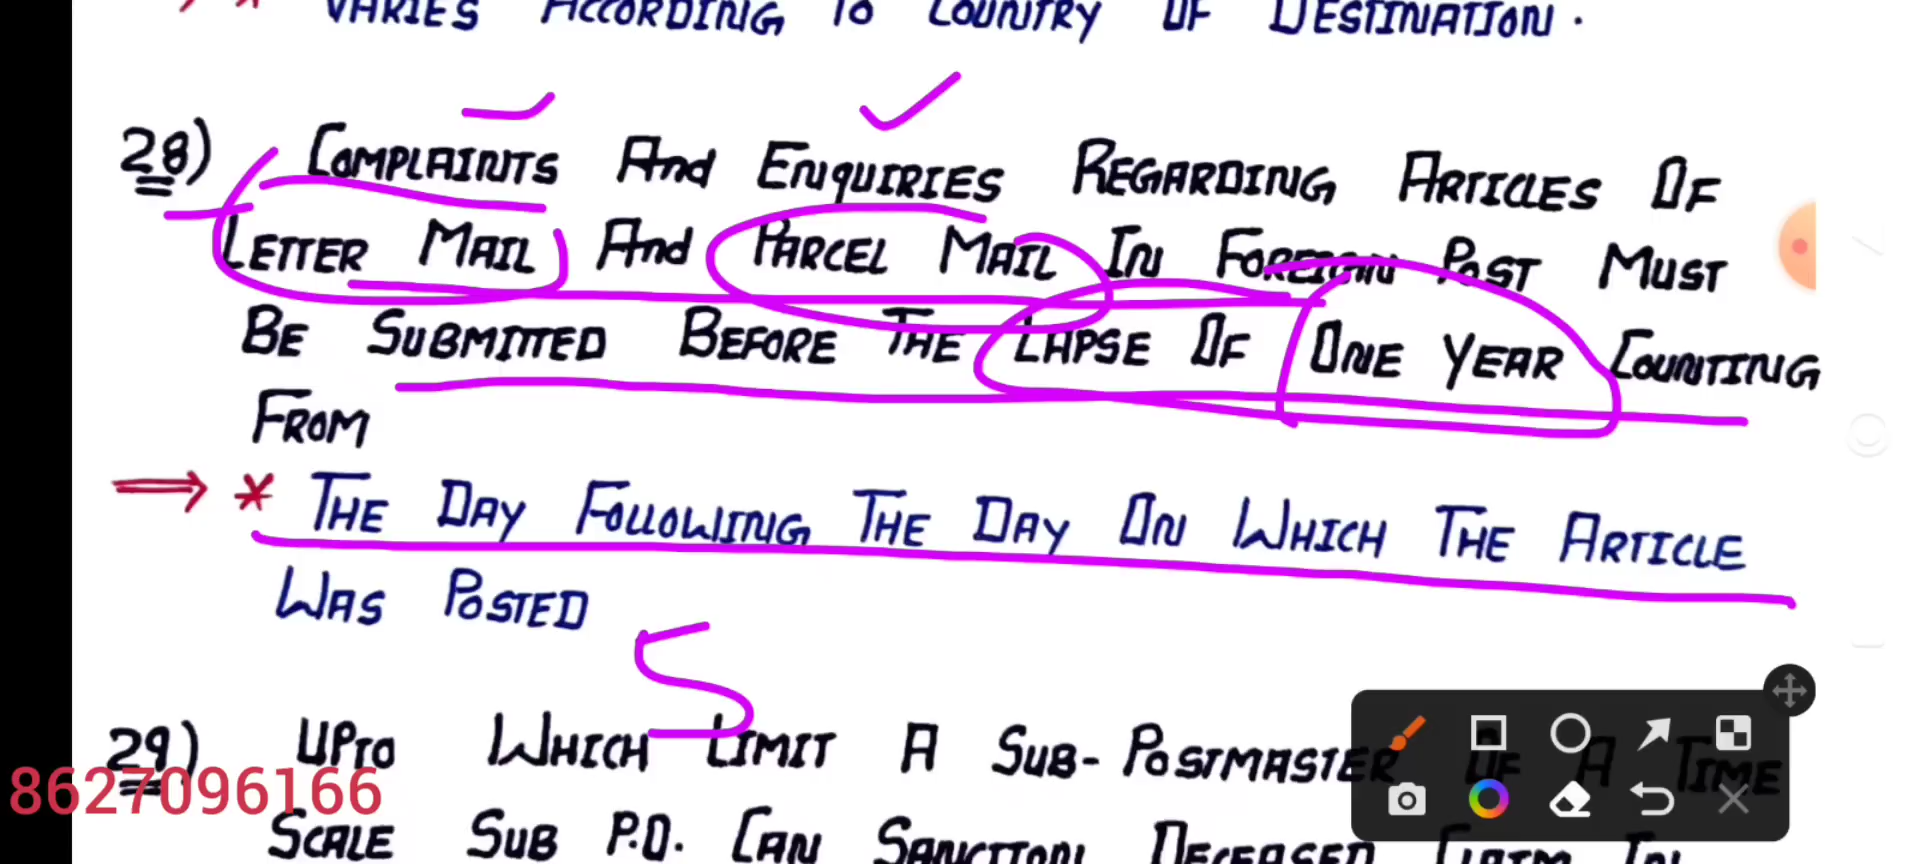 * VARIES ACCORDING TO COUNTRY OF DESTINATION.
28) COMPLAINTS And ENQUIRIES REGARDING ARTICLES OF
LETTER MAIL And PARCEL MAIL IN FOREIGN POST MUST
BE SUBMITTED BEFORE THE LAPSE OF ONE YEAR COUNTING
FROM
⇒ * THE DAY FOLLOWING THE DAY ON WHICH THE ARTICLE
WAS POSTED
29) UPTO WHICH LIMIT A SUB-POSTMASTER OF A TIME
8627096166
SCALE SUB P.O. CAN SANCTION DECEASED CLAIM IN